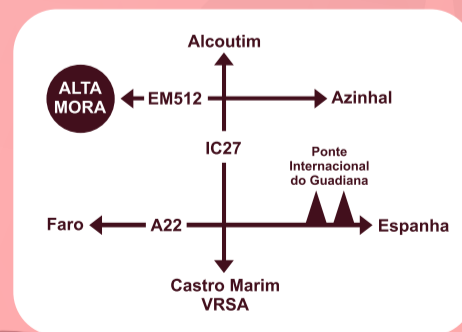 Alcoutim
ALTA
MORA
EM512
Azinhal
IC27
Ponte
Internacional
do Guadiana
Faro
A22
Espanha
Castro Marim
VRSA